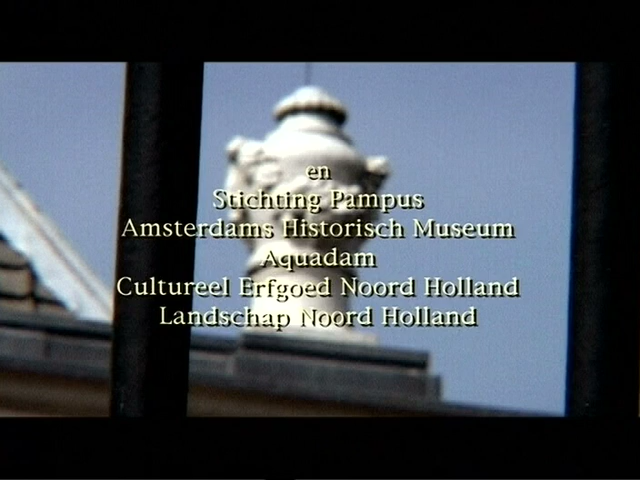 en
Stichting Pampus
Amsterdams Historisch Museum
Aquadam
Cultureel Erfgoed Noord Holland
Landschap Noord Holland